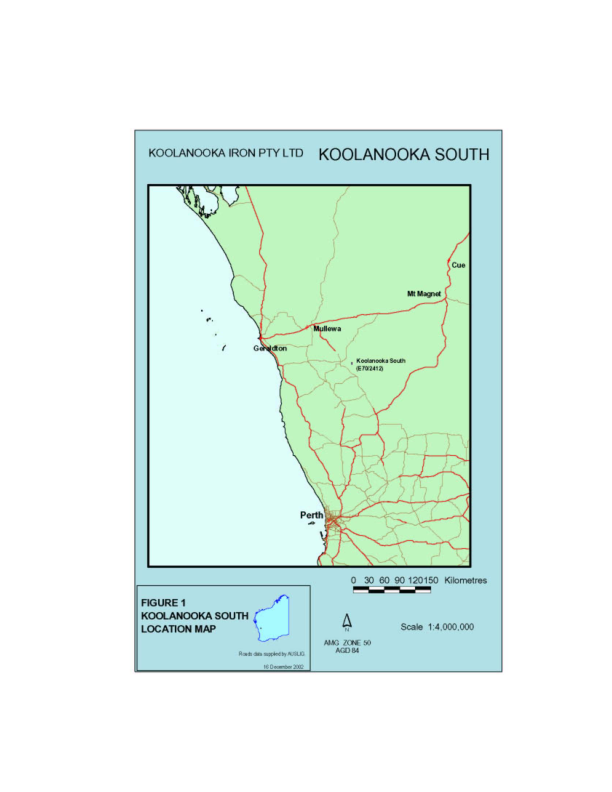 KOOLANOOKA IRON PTY LTD KOOLANOOKA SOUTH
Cue
Mt Magnet
Mullewa
Geraldton
Koolanooka South
(E70/2412)
Perth
0 30 60 90 120 150 Kilometres
FIGURE 1
KOOLANOOKA SOUTH
LOCATION MAP
N
Scale 1:4,000,000
AMG ZONE 50
AGD 84
Roads data supplied by AUSLIG.
10 December 2002